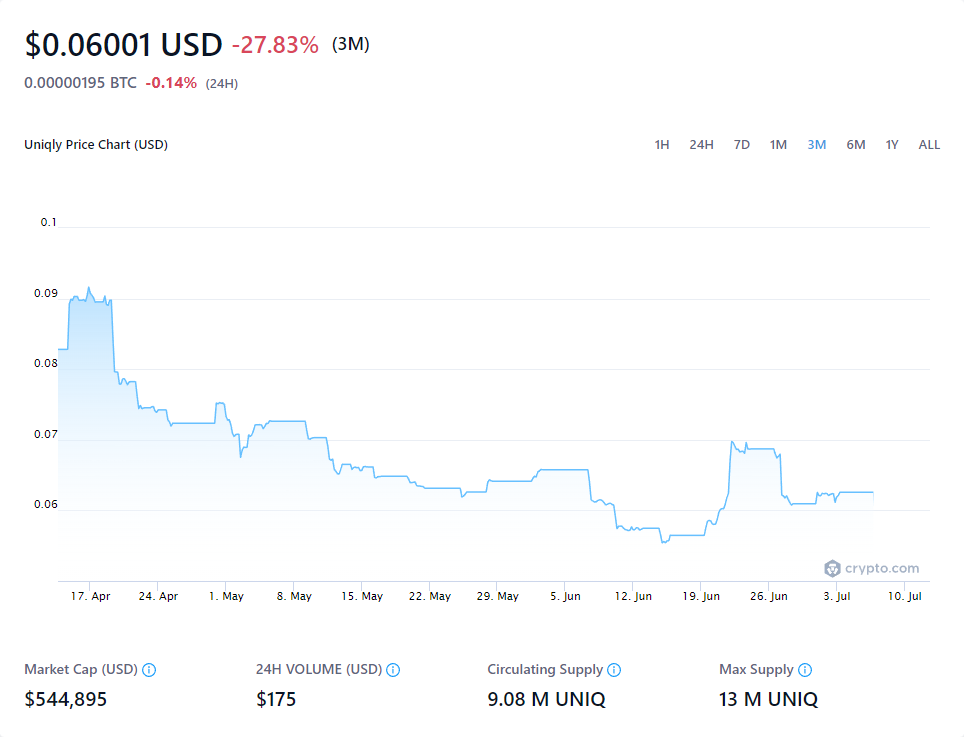 $0.06001 USD -27.83% (3M)
0.00000195 BTC -0.14% (24H)
Uniqly Price Chart (USD) 1H 24H 7D 1M 3M 6M 1Y ALL
0.1
0.09
0.08
0.07
0.06
crypto.com
17. Apr 24. Apr 1. May 8. May 15. May 22. May 29. May 5. Jun 12. Jun 19. Jun 26. Jun 3. Jul 10. Jul
Market Cap (USD) 24H VOLUME (USD) Circulating Supply Max Supply
$544,895 $175 9.08 M UNIQ 13 M UNIQ